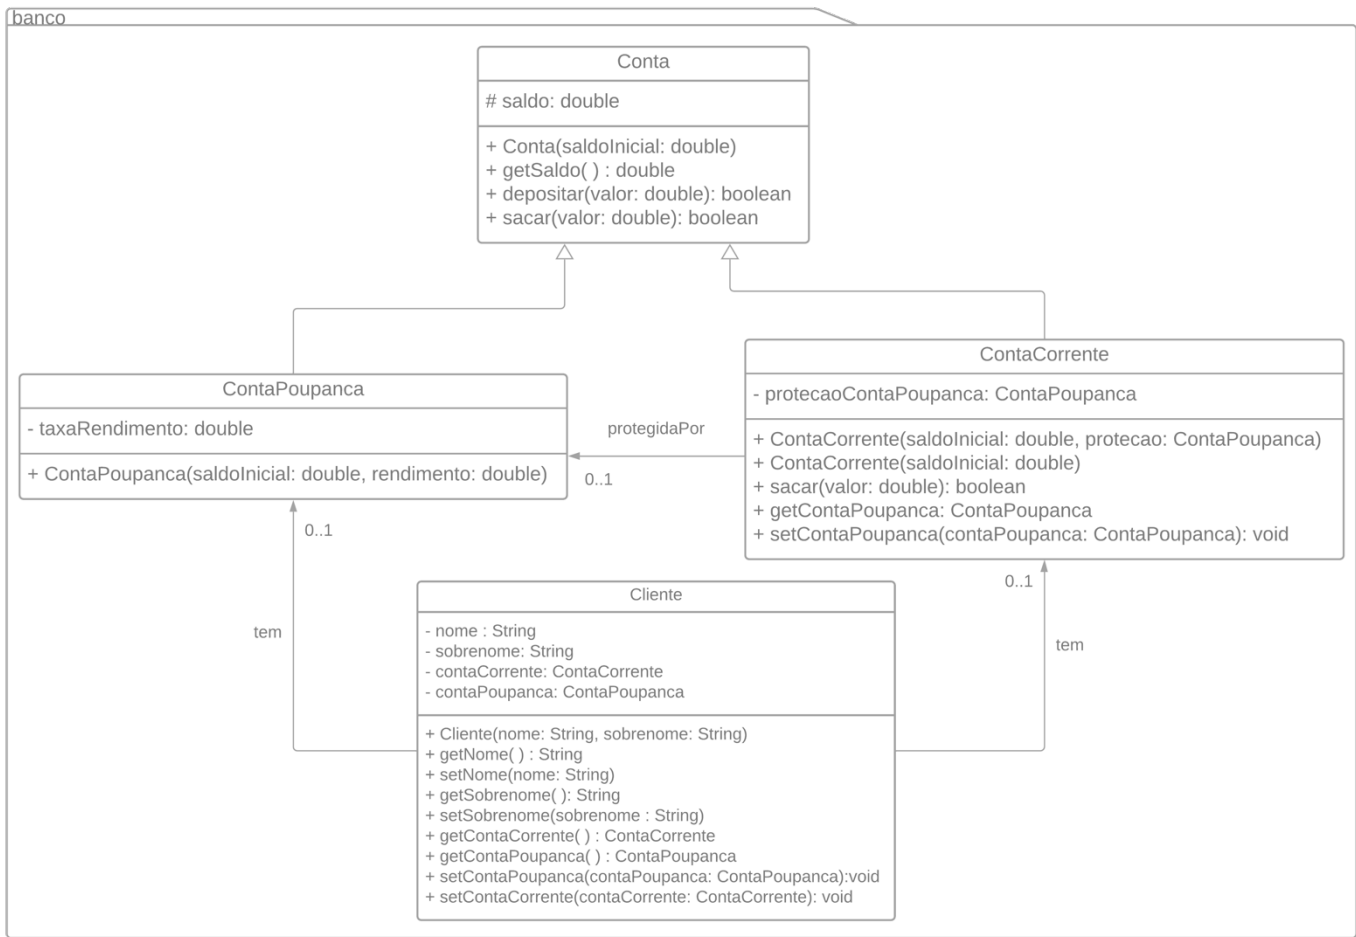 banco
Conta
# saldo: double
+ Conta(saldoInicial: double)
+ getSaldo( ) : double
+ depositar(valor: double): boolean
+ sacar(valor: double): boolean
ContaPoupanca
- taxaRendimento: double
+ ContaPoupanca(saldoInicial: double, rendimento: double)
protegidaPor
0..1
ContaCorrente
- protecaoContaPoupanca: ContaPoupanca
+ ContaCorrente(saldoInicial: double, protecao: ContaPoupanca)
+ ContaCorrente(saldoInicial: double)
+ sacar(valor: double): boolean
+ getContaPoupanca: ContaPoupanca
+ setContaPoupanca(contaPoupanca: ContaPoupanca): void
0..1
tem
Cliente
- nome : String
- sobrenome: String
- contaCorrente: ContaCorrente
- contaPoupanca: ContaPoupanca
+ Cliente(nome: String, sobrenome: String)
+ getNome( ) : String
+ setNome(nome: String)
+ getSobrenome( ): String
+ setSobrenome(sobrenome : String)
+ getContaCorrente( ) : ContaCorrente
+ getContaPoupanca( ) : ContaPoupanca
+ setContaPoupanca(contaPoupanca: ContaPoupanca):void
+ setContaCorrente(contaCorrente: ContaCorrente): void
0..1
tem